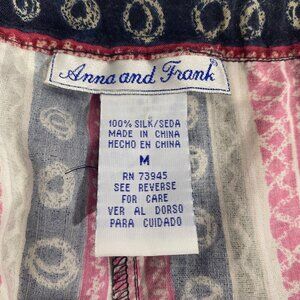 Anna and Frank®
100% SILK/SEDA
MADE IN CHINA
HECHO EN CHINA
M
RN 73945
SEE REVERSE
FOR CARE
VER AL DORSO
PARA CUIDADO